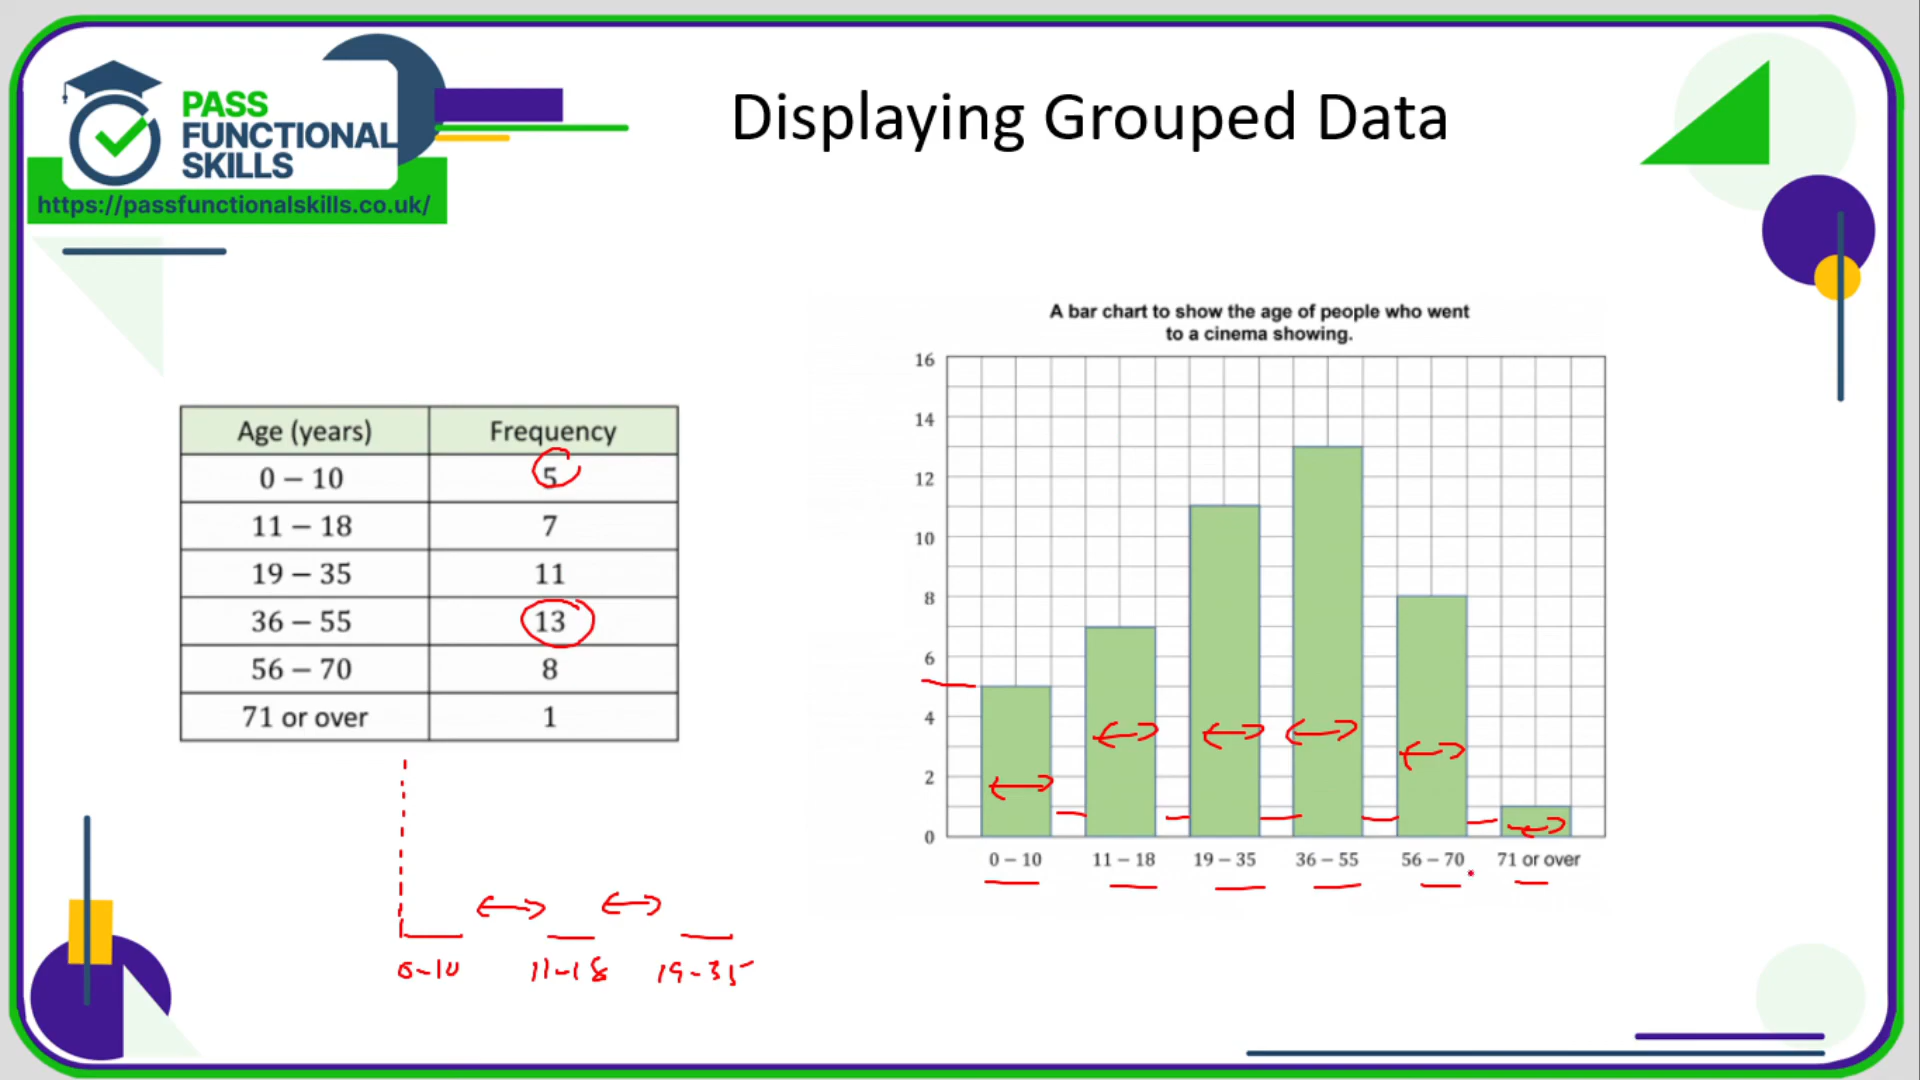 PASS
FUNCTIONAL
SKILLS
https://passfunctionalskills.co.uk/
Displaying Grouped Data
Age (years) Frequency
0 – 10 5
11 – 18 7
19 – 35 11
36 – 55 13
56 – 70 8
71 or over 1
0-10 11-18 19-35
A bar chart to show the age of people who went
to a cinema showing.
16
14
12
10
8
6
4
2
0
0 – 10 11 – 18 19 – 35 36 – 55 56 – 70 71 or over